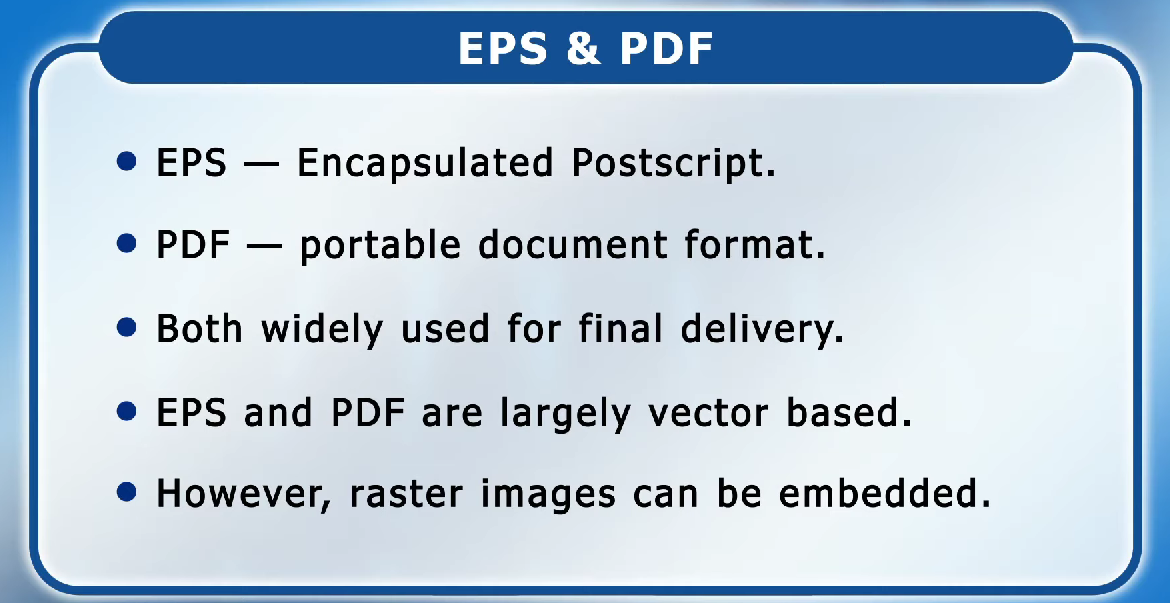 EPS & PDF
● EPS — Encapsulated Postscript.
● PDF — portable document format.
● Both widely used for final delivery.
● EPS and PDF are largely vector based.
● However, raster images can be embedded.